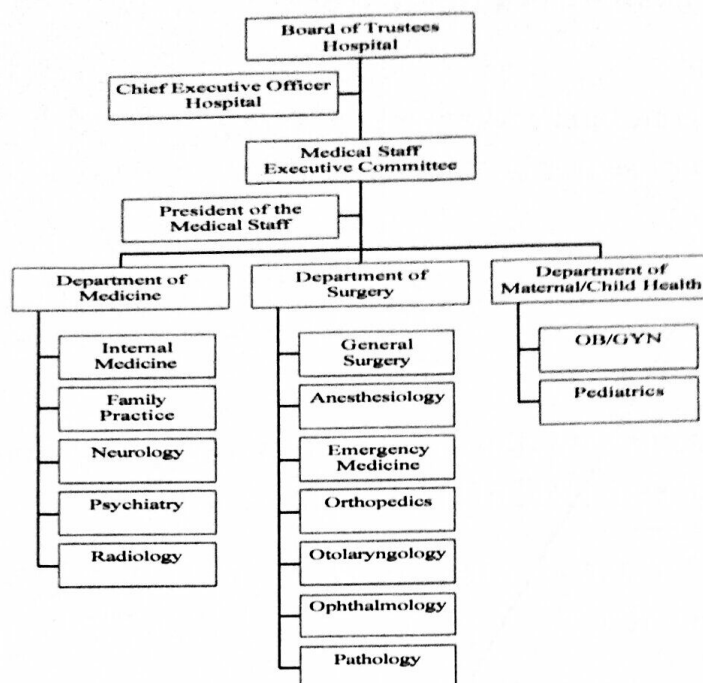 Board of Trustees
Hospital
Chief Executive Officer
Hospital
Medical Staff
Executive Committee
President of the
Medical Staff
Department of
Medicine
Department of
Surgery
Department of
Maternal/Child Health
Internal
Medicine
Family
Practice
Neurology
Psychiatry
Radiology
General
Surgery
Anesthesiology
Emergency
Medicine
Orthopedics
Otolaryngology
Ophthalmology
Pathology
OB/GYN
Pediatrics